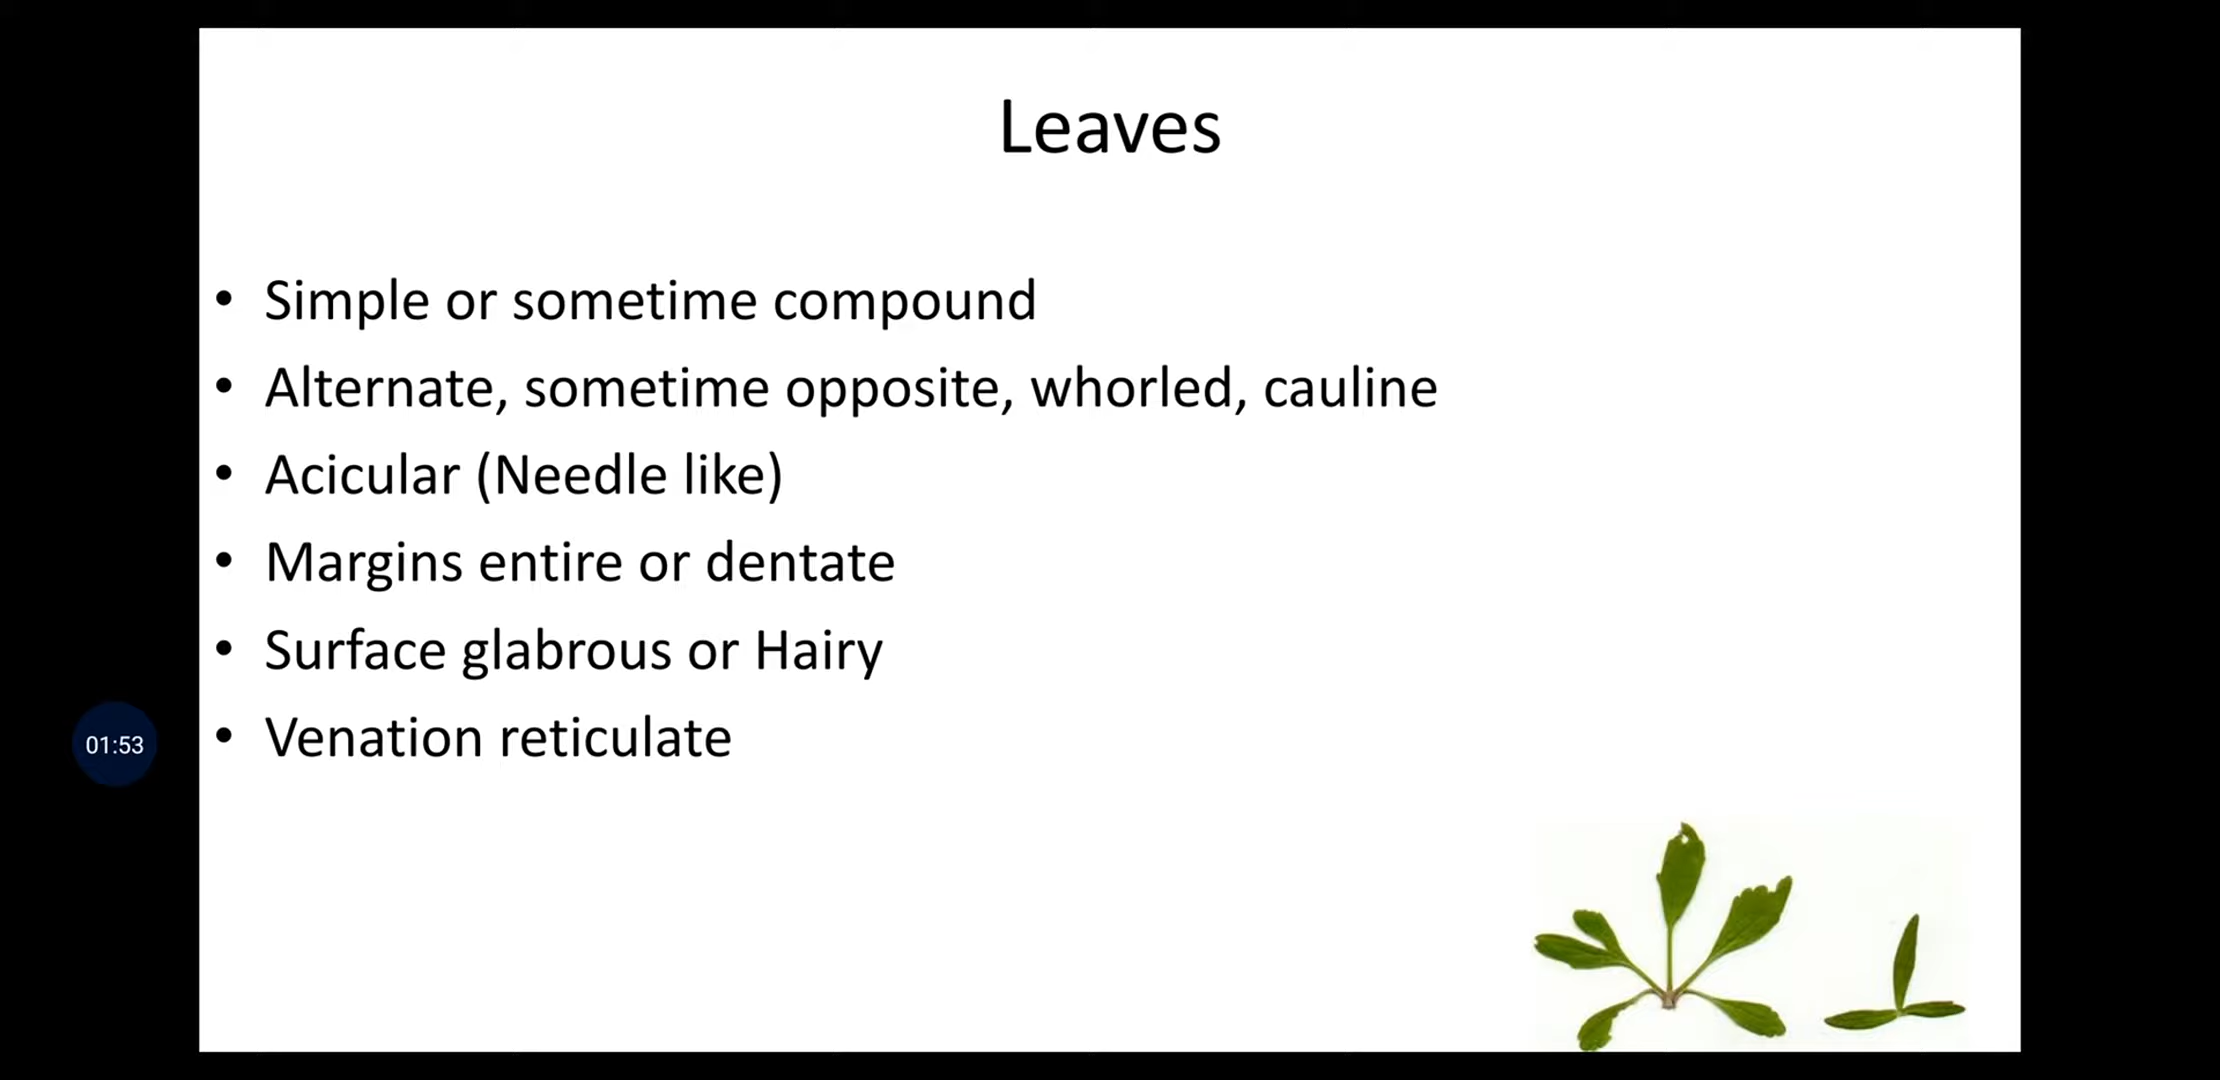 Leaves
• Simple or sometime compound
• Alternate, sometime opposite, whorled, cauline
• Acicular (Needle like)
• Margins entire or dentate
• Surface glabrous or Hairy
01:53
• Venation reticulate